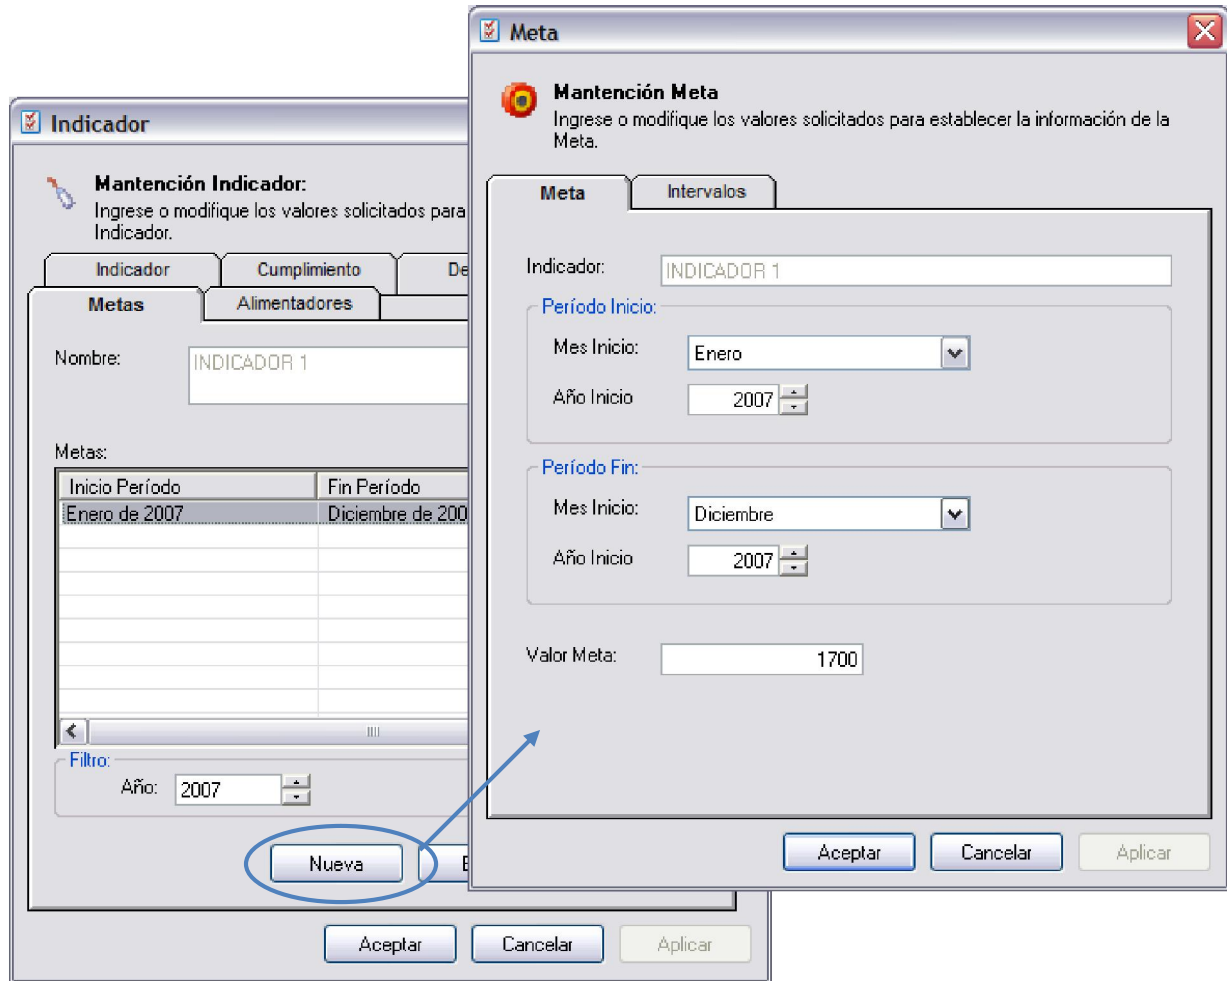 Meta
Mantención Meta
Ingrese o modifique los valores solicitados para establecer la información de la
Meta.
Meta
Intervalos
Indicador:
INDICADOR 1
Período Inicio:
Mes Inicio:
Enero
Año Inicio
2007
Período Fin:
Mes Inicio:
Diciembre
Año Inicio
2007
Valor Meta:
1700
Aceptar
Cancelar
Aplicar
Indicador
Mantención Indicador:
Ingrese o modifique los valores solicitados para
Indicador.
Indicador
Cumplimiento
De
Metas
Alimentadores
Nombre:
INDICADOR 1
Metas:
Inicio Período
Fin Período
Enero de 2007
Diciembre de 200
Filtro:
Año:
2007
Nueva
Aceptar
Cancelar
Aplicar